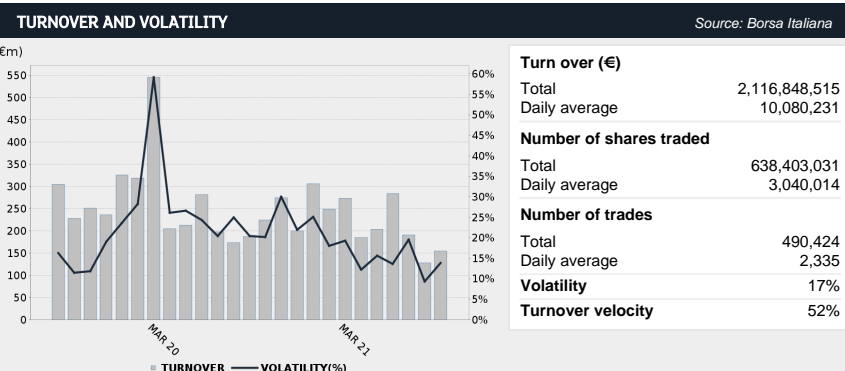 TURNOVER AND VOLATILITY
Source: Borsa Italiana
€m)
550
500
450
400
350
300
250
200
150
100
50
0
60%
55%
50%
45%
40%
35%
30%
25%
20%
15%
10%
5%
0%
MAR 20
MAR 21
TURNOVER VOLATILITY(%)
Turn over (€)
Total 2,116,848,515
Daily average 10,080,231
Number of shares traded
Total 638,403,031
Daily average 3,040,014
Number of trades
Total 490,424
Daily average 2,335
Volatility 17%
Turnover velocity 52%